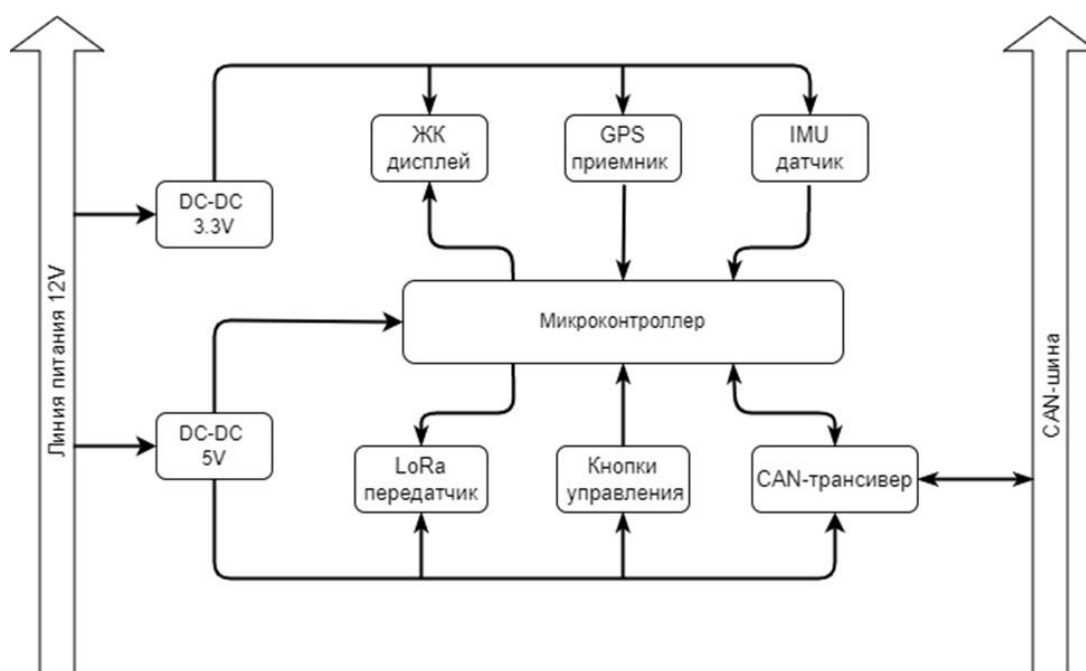 ЖК
дисплей
GPS
приемник
IMU
датчик
DC-DC
3.3V
Линия питания 12V
Микроконтроллер
CAN-шина
DC-DC
5V
LoRa
передатчик
Кнопки
управления
CAN-трансивер